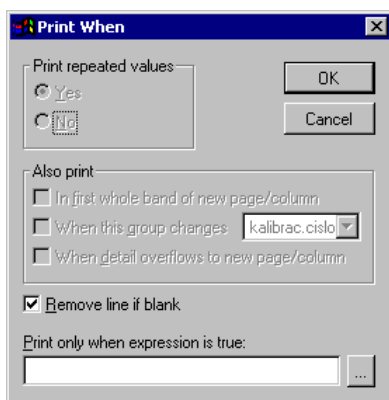 Print When
Print repeated values
Yes
No
OK
Cancel
Also print
In first whole band of new page/column
When this group changes kalibrac.cislo
When detail overflows to new page/column
Remove line if blank
Print only when expression is true:
...